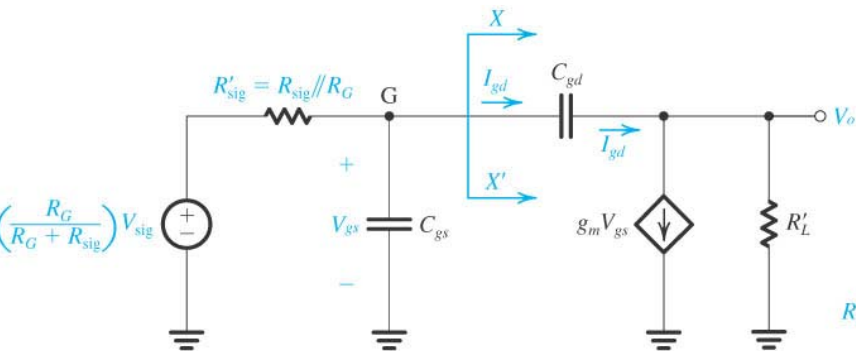 X
R'sig = Rsig//RG
G
Igd
Cgd
Vo
Igd
+
X'
(RG / (RG + Rsig)) Vsig
+
−
Vgs
Cgs
gmVgs
R'L
−
R